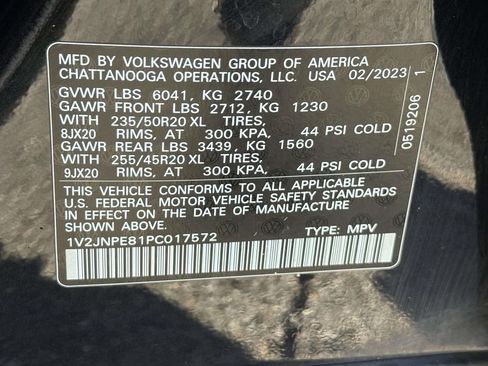 MFD BY VOLKSWAGEN GROUP OF AMERICA
CHATTANOOGA OPERATIONS, LLC. USA 02/2023
GVWR LBS 6041, KG 2740
GAWR FRONT LBS 2712, KG 1230
WITH 235/50R20 XL TIRES,
8JX20 RIMS, AT 300 KPA, 44 PSI COLD
GAWR REAR LBS 3439, KG 1560
WITH 255/45R20 XL TIRES,
9JX20 RIMS, AT 300 KPA, 44 PSI COLD
THIS VEHICLE CONFORMS TO ALL APPLICABLE
U.S. FEDERAL MOTOR VEHICLE SAFETY STANDARDS
IN EFFECT ON THE DATE OF MANUFACTURE
SHOWN ABOVE.
1V2JNPE81PC017572 TYPE: MPV
0519206 1